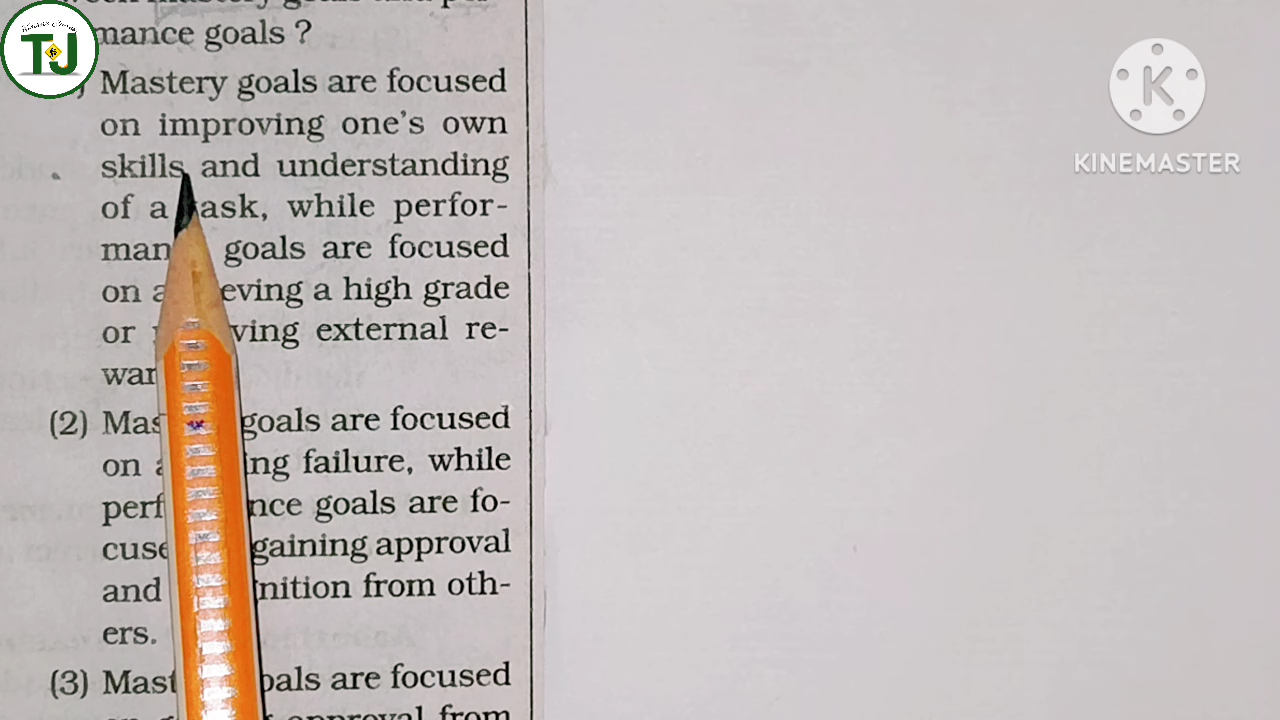 TJ
mance goals ?
Mastery goals are focused
on improving one's own
skills and understanding
of a ask, while perfor-
man goals are focused
on a eving a high grade
or ving external re-
war
(2) Mas goals are focused
on a ing failure, while
perf nce goals are fo-
cuse gaining approval
and nition from oth-
ers.
(3) Mast oals are focused
approval from
K
KINEMASTER